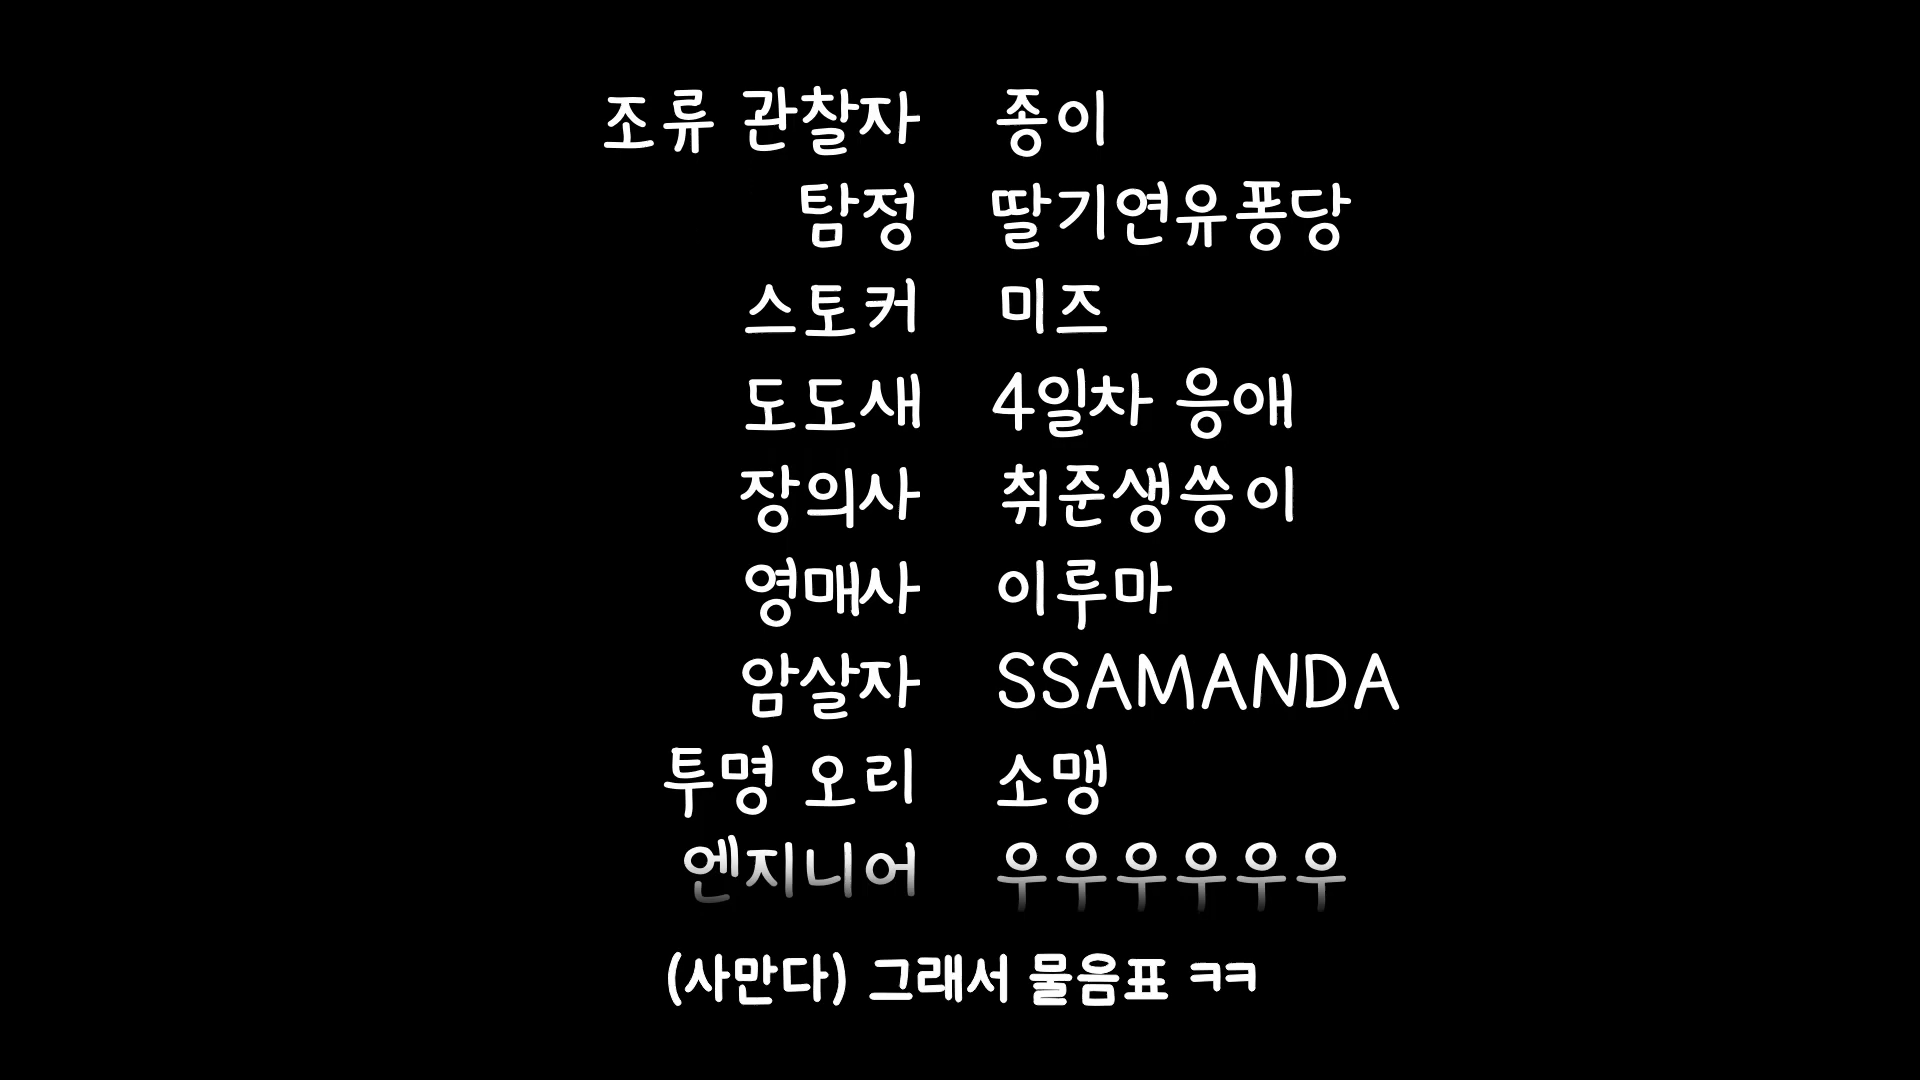 조류 관찰자 종이
탐정 딸기연유퐁당
스토커 미즈
도도새 4일차 응애
장의사 취준생쓩이
영매사 이루마
암살자 SSAMANDA
투명 오리 소맹
엔지니어 우우우우우우
(사만다) 그래서 물음표 ㅋㅋ